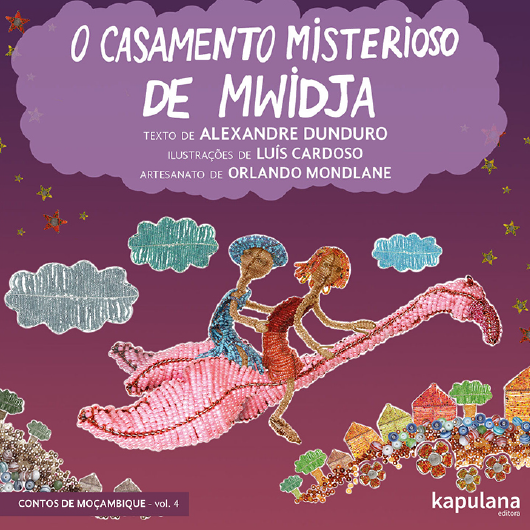 O CASAMENTO MISTERIOSO
DE MWIDJA
TEXTO DE ALEXANDRE DUNDURO
ILUSTRAÇÕES DE LUÍS CARDOSO
ARTESANATO DE ORLANDO MONDLANE
CONTOS DE MOÇAMBIQUE - vol. 4
kapulana
editora